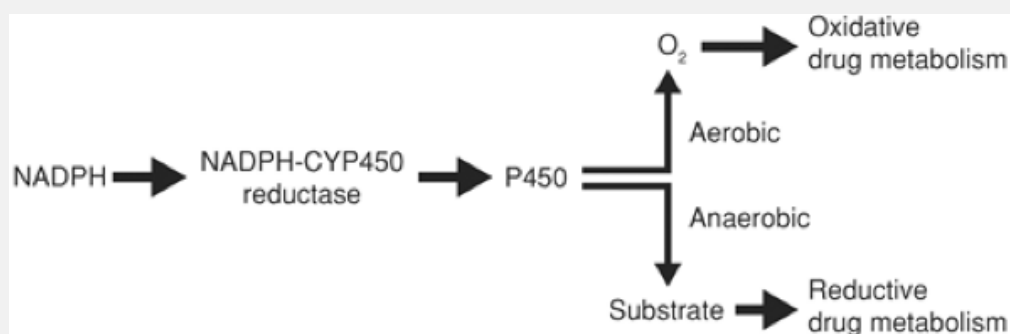 Oxidative
drug metabolism
O₂
Aerobic
NADPH
NADPH-CYP450
reductase
P450
Anaerobic
Substrate
Reductive
drug metabolism